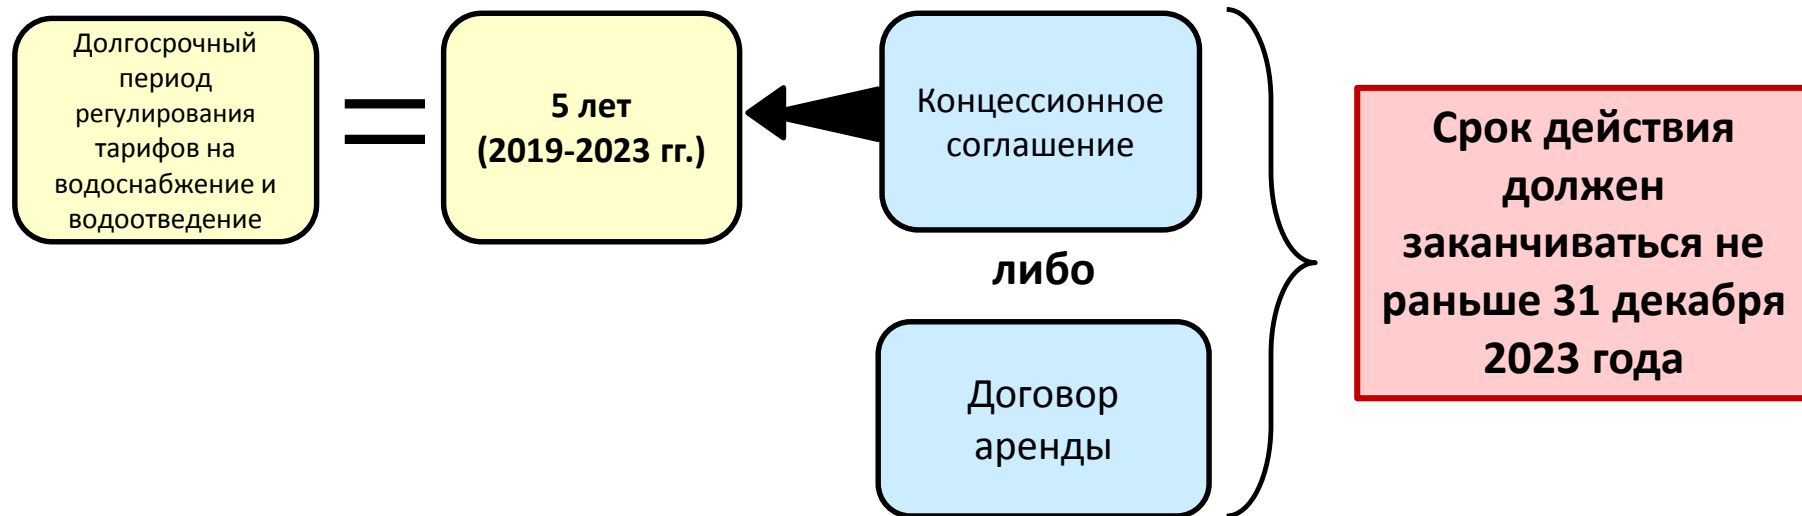 Долгосрочный
период
регулирования
тарифов на
водоснабжение и
водоотведение
5 лет
(2019-2023 гг.)
Концессионное
соглашение
либо
Договор
аренды
Срок действия
должен
заканчиваться не
раньше 31 декабря
2023 года